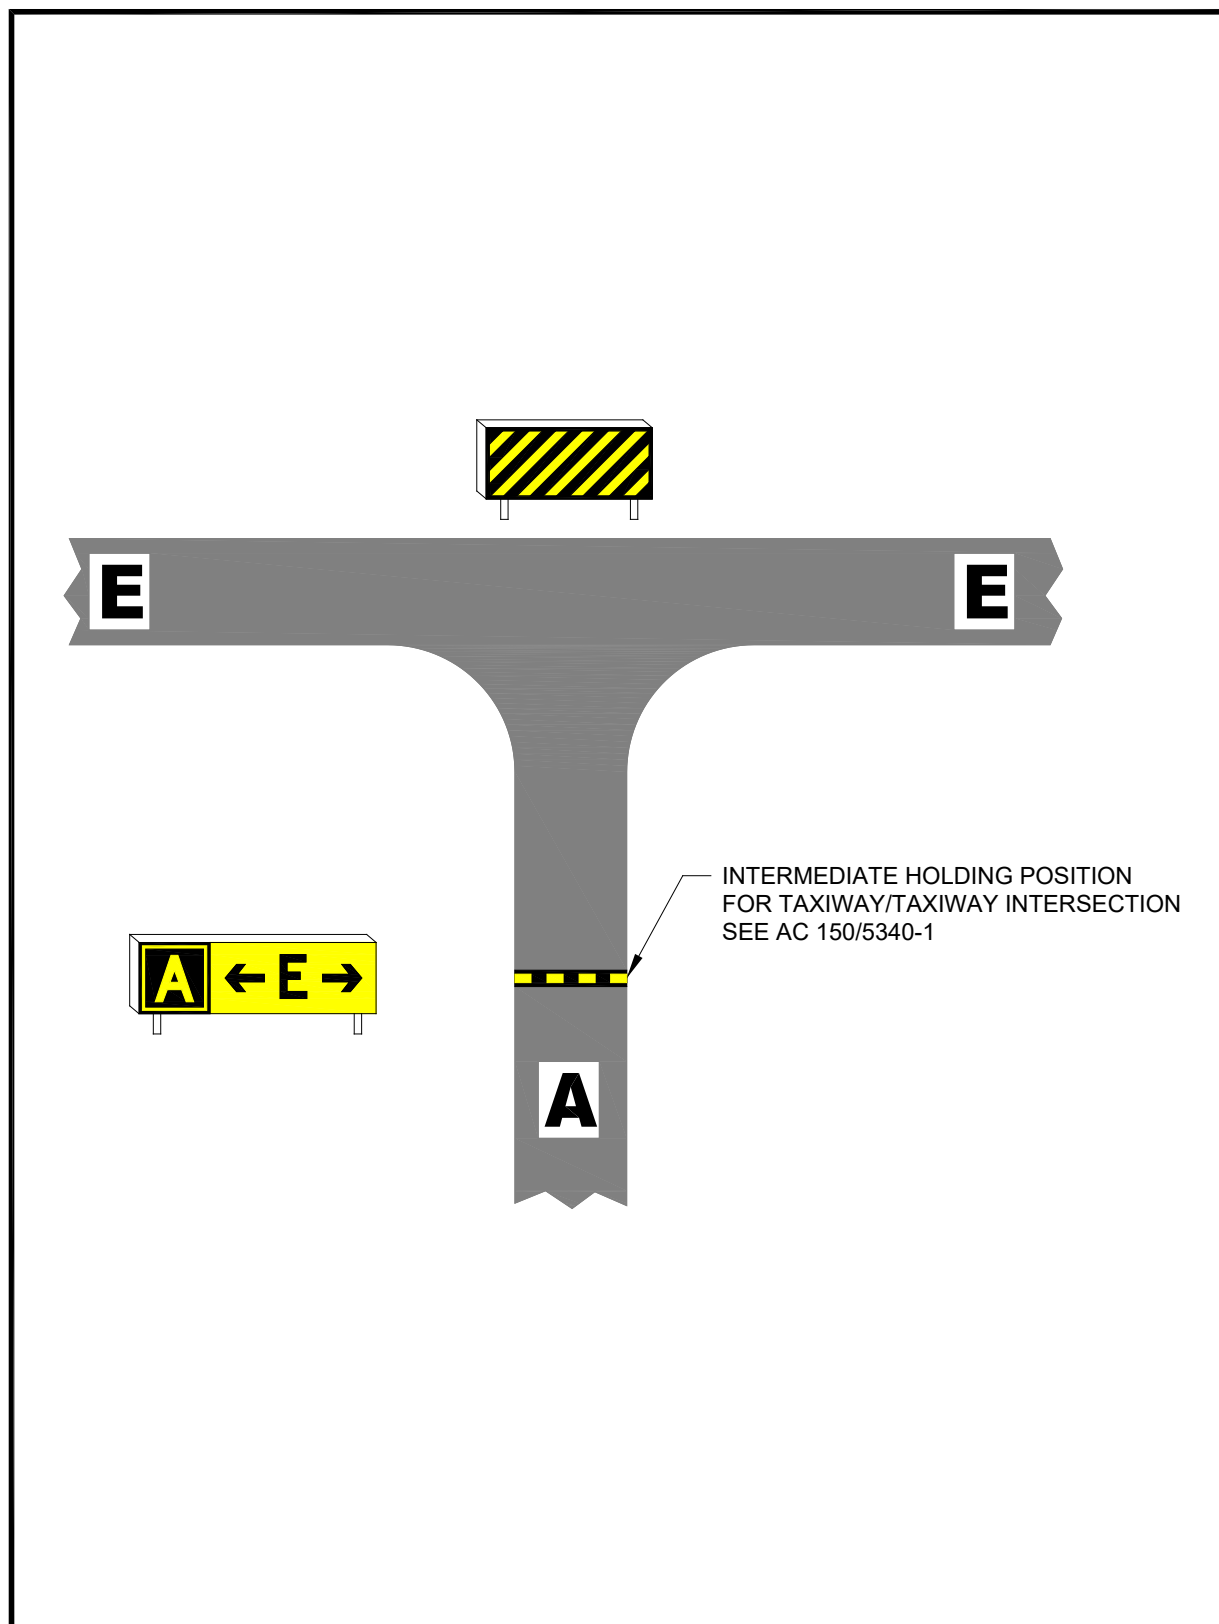 E
E
INTERMEDIATE HOLDING POSITION
FOR TAXIWAY/TAXIWAY INTERSECTION
SEE AC 150/5340-1
A ←E→
A